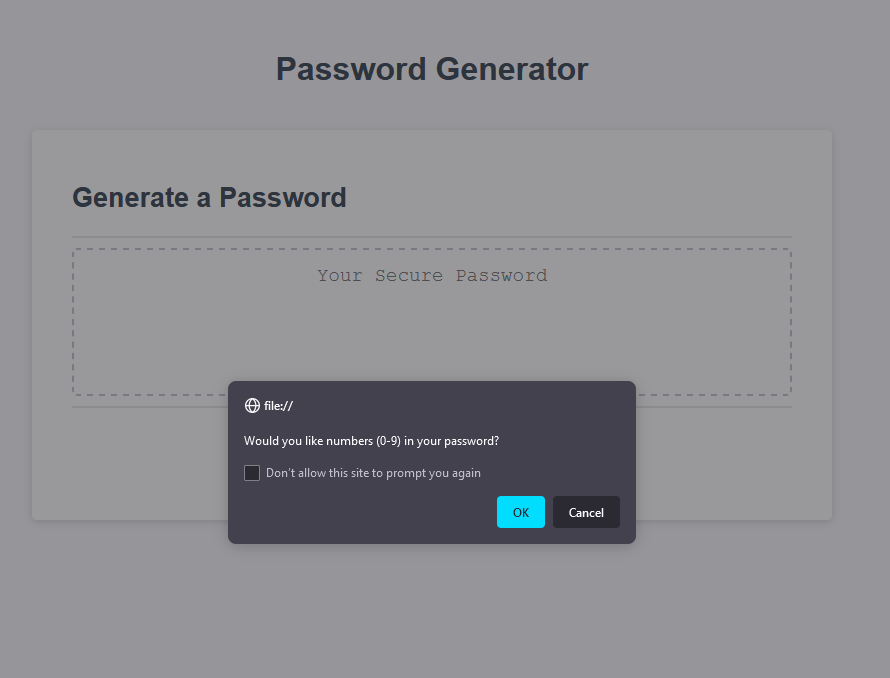 Password Generator
Generate a Password
Your Secure Password
file://
Would you like numbers (0-9) in your password?
Don't allow this site to prompt you again
OK Cancel